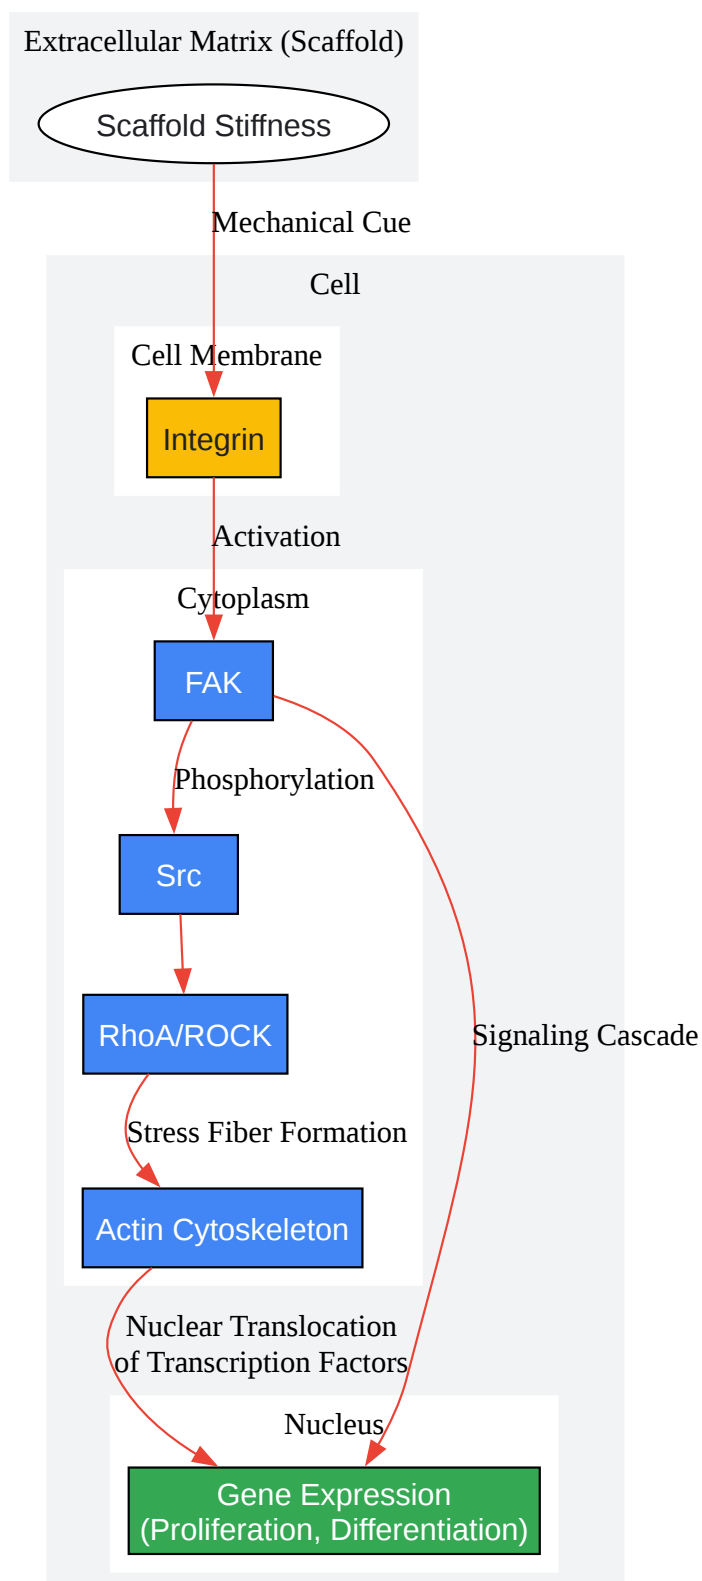 Extracellular Matrix (Scaffold)
Scaffold Stiffness
Mechanical Cue
Cell
Cell Membrane
Integrin
Activation
Cytoplasm
FAK
Phosphorylation
Src
RhoA/ROCK
Signaling Cascade
Stress Fiber Formation
Actin Cytoskeleton
Nuclear Translocation
of Transcription Factors
Nucleus
Gene Expression
(Proliferation, Differentiation)